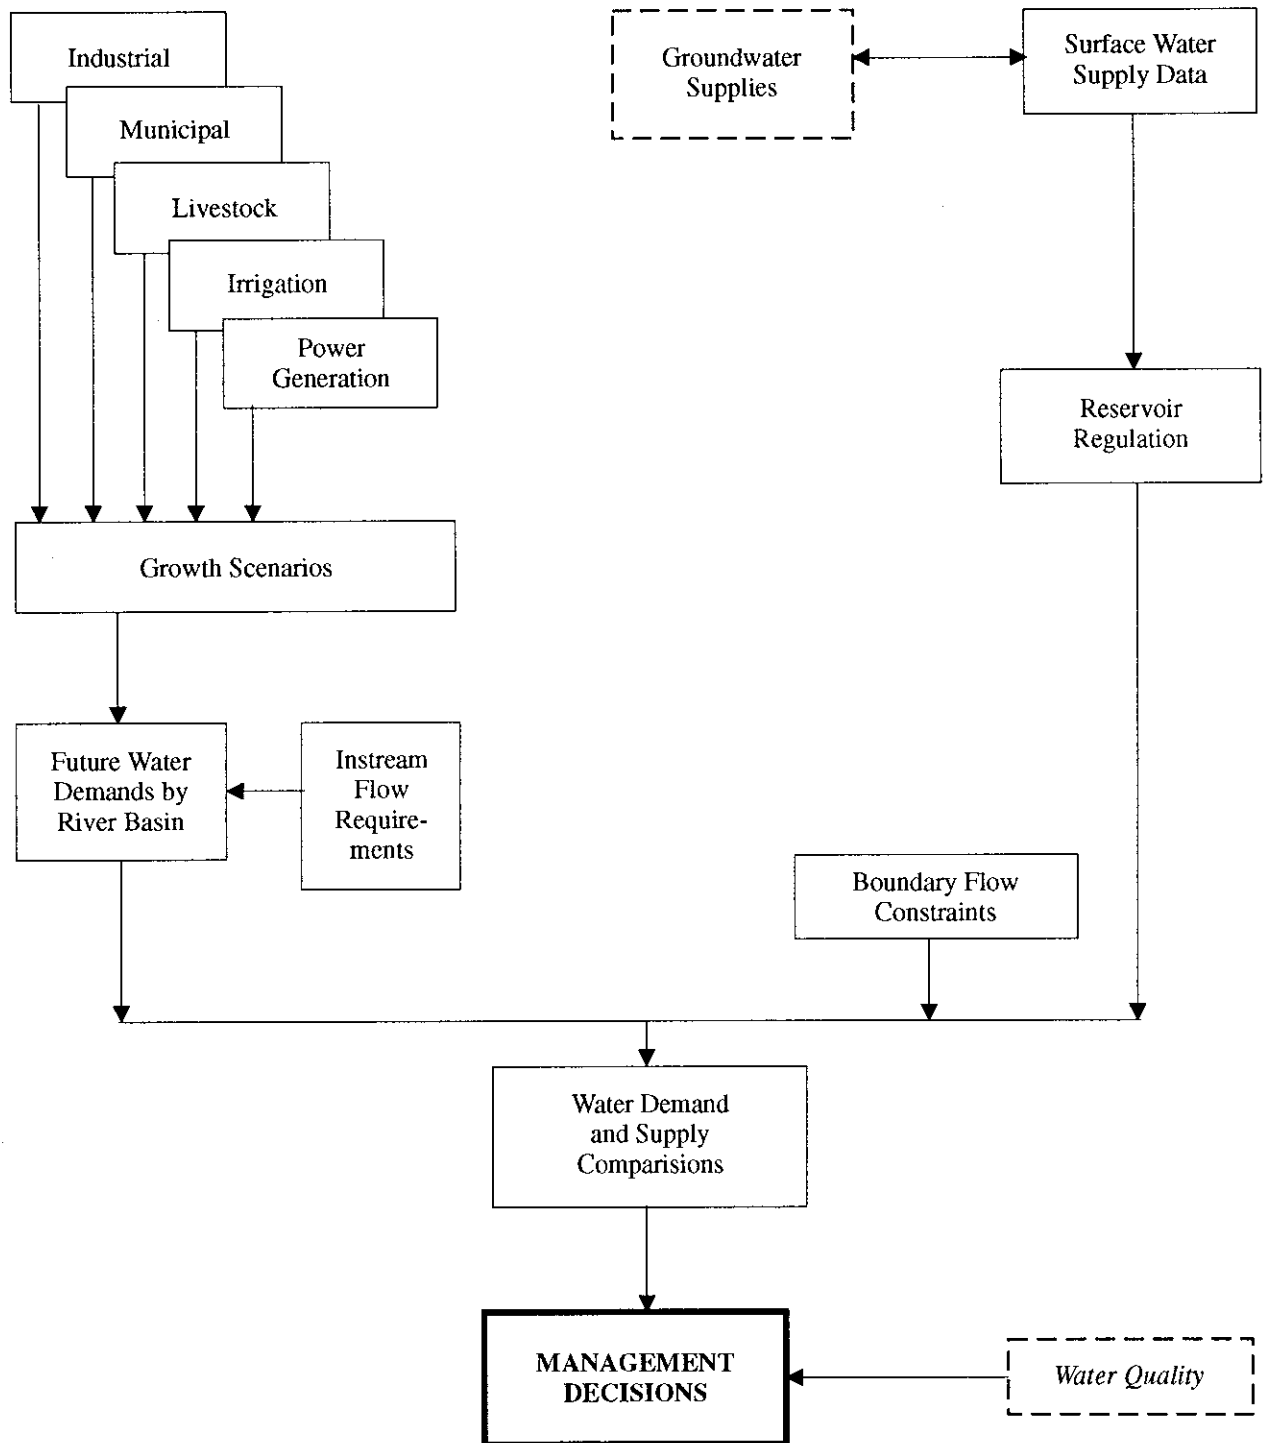 Industrial
Municipal
Livestock
Irrigation
Power
Generation
Growth Scenarios
Groundwater
Supplies
Surface Water
Supply Data
Reservoir
Regulation
Future Water
Demands by
River Basin
Instream
Flow
Require-
ments
Boundary Flow
Constraints
Water Demand
and Supply
Comparisions
MANAGEMENT
DECISIONS
Water Quality